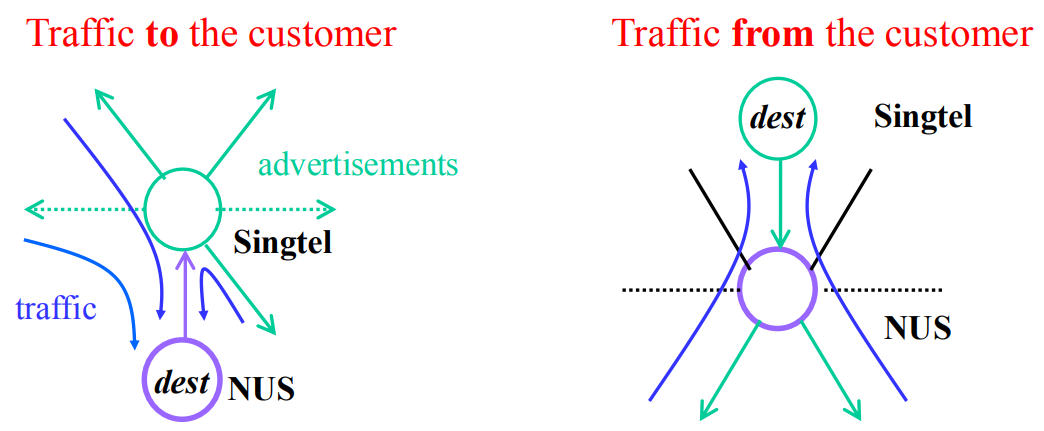 Traffic to the customer
advertisements
Singtel
traffic
dest NUS
Traffic from the customer
dest Singtel
NUS